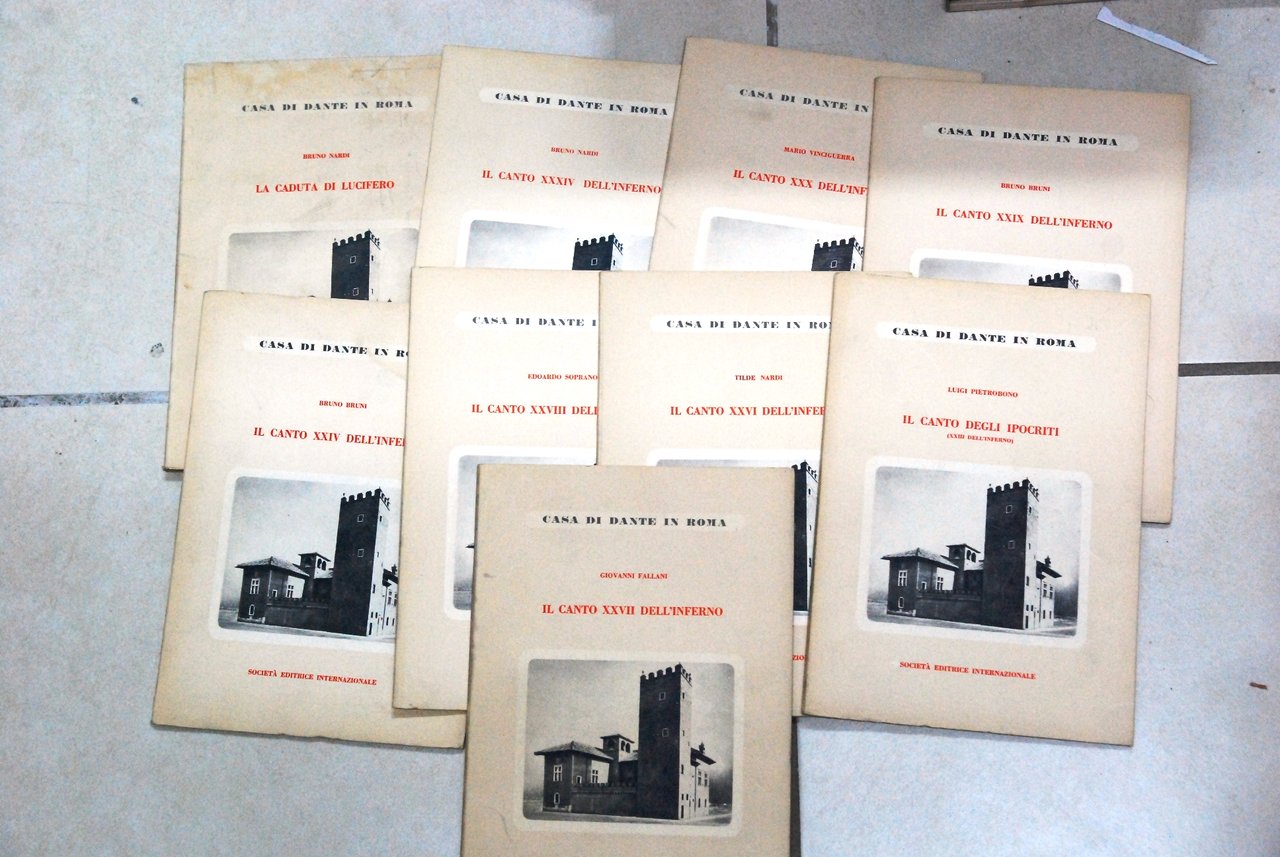 CASA DI DANTE IN ROMA
BRUNO NARDI
LA CADUTA DI LUCIFERO
CASA DI DANTE IN ROMA
BRUNO NARDI
IL CANTO XXXIV DELL'INFERNO
CASA DI DANTE IN
MARIO VINCIGUERRA
IL CANTO XXX DELL'INF
CASA DI DANTE IN ROMA
BRUNO BRUNI
IL CANTO XXIX DELL'INFERNO
CASA DI DANTE IN RO
BRUNO BRUNI
IL CANTO XXIV DELL'INFE
SOCIETÀ EDITRICE INTERNAZIONALE
CASA DI DANTE I
EDOARDO SOPRANO
IL CANTO XXVIII DELL
CASA DI DANTE IN RO
TILDE NARDI
IL CANTO XXVI DELL'INFER
ZIO
CASA DI DANTE IN ROMA
LUIGI PIETROBONO
IL CANTO DEGLI IPOCRITI
(XXIII DELL'INFERNO)
SOCIETÀ EDITRICE INTERNAZIONALE
CASA DI DANTE IN ROMA
GIOVANNI FALLANI
IL CANTO XXVII DELL'INFERNO